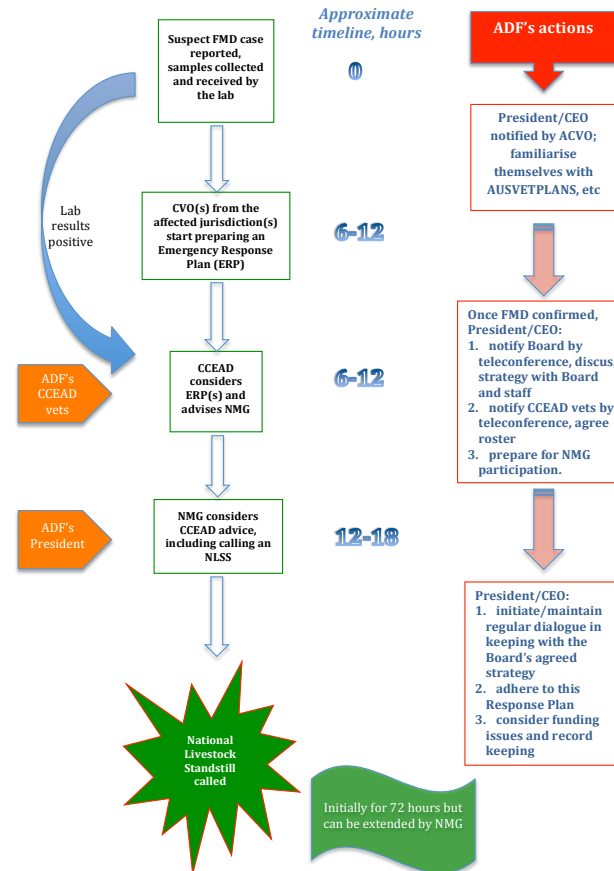 Approximate
timeline, hours
ADF's actions
Suspect FMD case
reported,
samples collected
and received by
the lab
0
President/CEO
notified by ACVO;
familiarise
themselves with
AUSVETPLANS, etc
Lab
results
positive
CVO(s) from the
affected jurisdiction(s)
start preparing an
Emergency Response
Plan (ERP)
6-12
Once FMD confirmed,
President/CEO:
1. notify Board by
teleconference, discuss
strategy with Board
and staff
2. notify CCEAD vets by
teleconference, agree
roster
3. prepare for NMG
participation.
ADF's
CCEAD
vets
CCEAD
considers
ERP(s) and
advises NMG
6-12
ADF's
President
NMG considers
CCEAD advice,
including calling an
NLSS
12-18
President/CEO:
1. initiate/maintain
regular dialogue in
keeping with the
Board's agreed
strategy
2. adhere to this
Response Plan
3. consider funding
issues and record
keeping
National
Livestock
Standstill
called
Initially for 72 hours but
can be extended by NMG